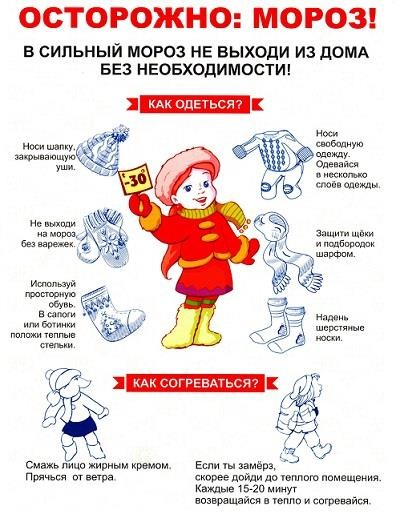 ОСТОРОЖНО: МОРОЗ!
В СИЛЬНЫЙ МОРОЗ НЕ ВЫХОДИ ИЗ ДОМА
БЕЗ НЕОБХОДИМОСТИ!
КАК ОДЕТЬСЯ?
Носи шапку,
закрывающую
уши.
Носи
свободную
одежду.
Одевайся
в несколько
слоёв одежды.
t° -30°
Не выходи
на мороз
без варежек.
Защити щёки
и подбородок
шарфом.
Используй
просторную
обувь.
В сапоги
или ботинки
положи теплые
стельки.
Надень
шерстяные
носки.
КАК СОГРЕВАТЬСЯ?
Смажь лицо жирным кремом.
Прячься от ветра.
Если ты замёрз,
скорее дойди до теплого помещения.
Каждые 15-20 минут
возвращайся в тепло и согревайся.